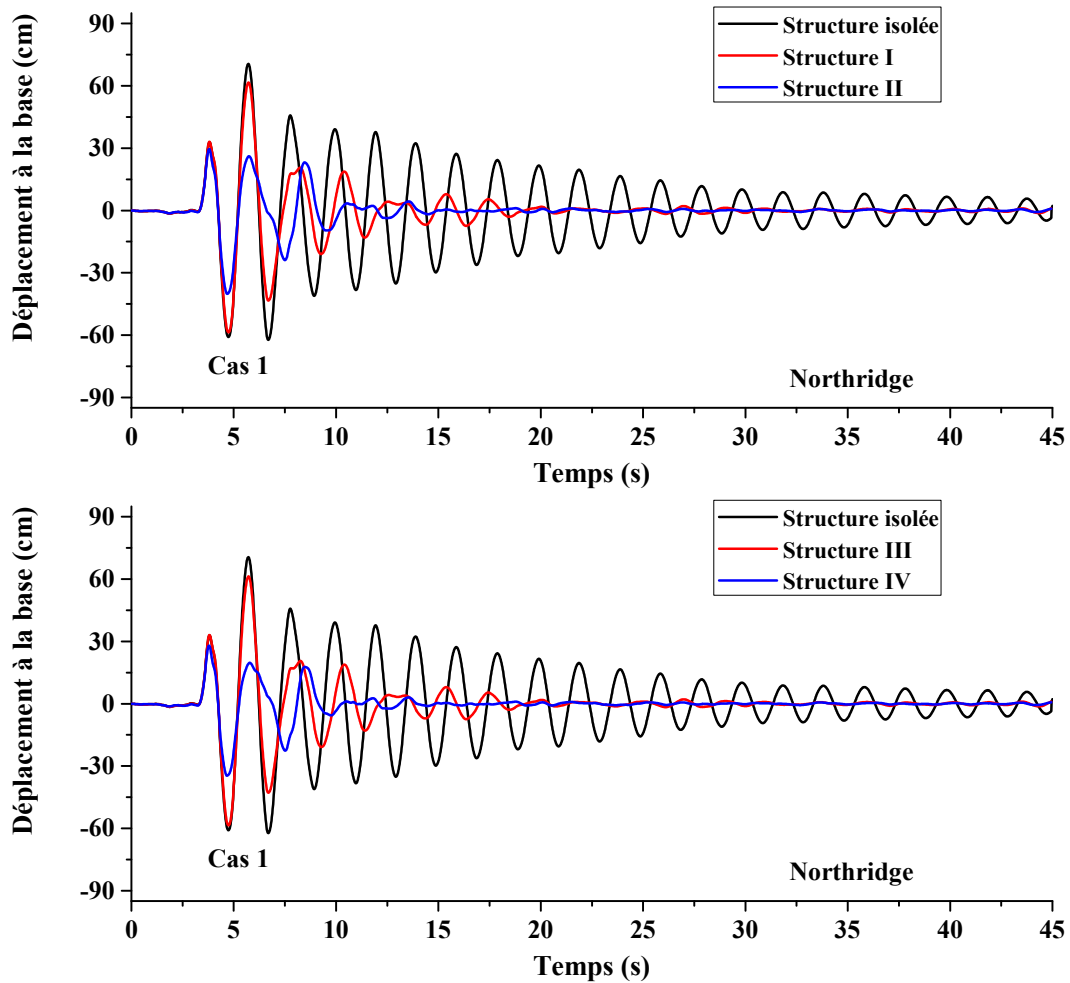 Déplacement à la base (cm)
90
60
30
0
-30
-60
-90
Structure isolée
Structure I
Structure II
Cas 1
Northridge
0 5 10 15 20 25 30 35 40 45
Temps (s)
Déplacement à la base (cm)
90
60
30
0
-30
-60
-90
Structure isolée
Structure III
Structure IV
Cas 1
Northridge
0 5 10 15 20 25 30 35 40 45
Temps (s)